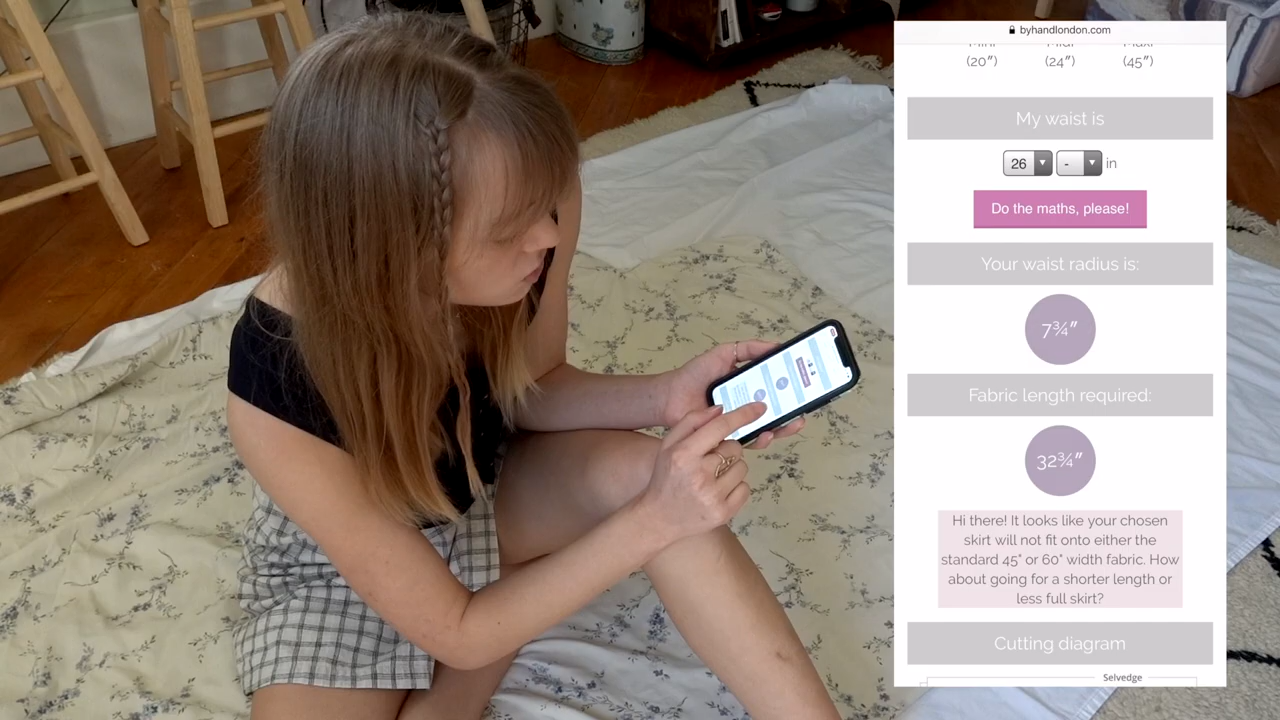 byhandlondon.com
(20") (24") (45")
My waist is
26 - in
Do the maths, please!
Your waist radius is:
7¾"
Fabric length required:
32¾"
Hi there! It looks like your chosen
skirt will not fit onto either the
standard 45" or 60" width fabric. How
about going for a shorter length or
less full skirt?
Cutting diagram
Selvedge